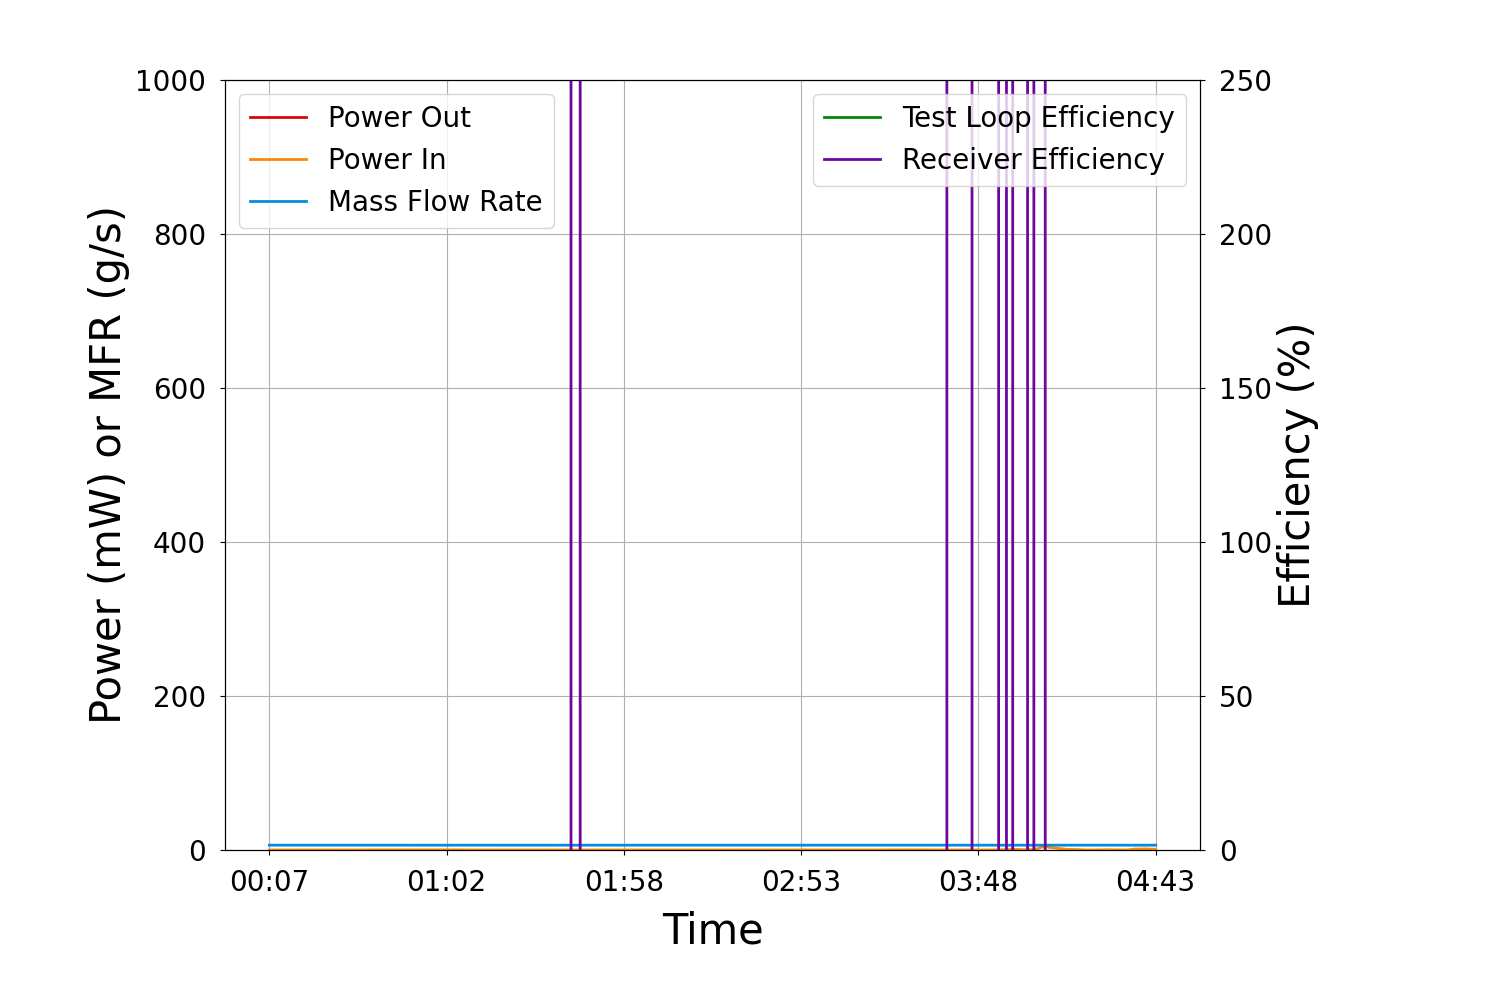 Power (mW) or MFR (g/s)
1000
800
600
400
200
0
Power Out
Power In
Mass Flow Rate
Test Loop Efficiency
Receiver Efficiency
250
200
150
100
50
0
Efficiency (%)
00:07 01:02 01:58 02:53 03:48 04:43
Time